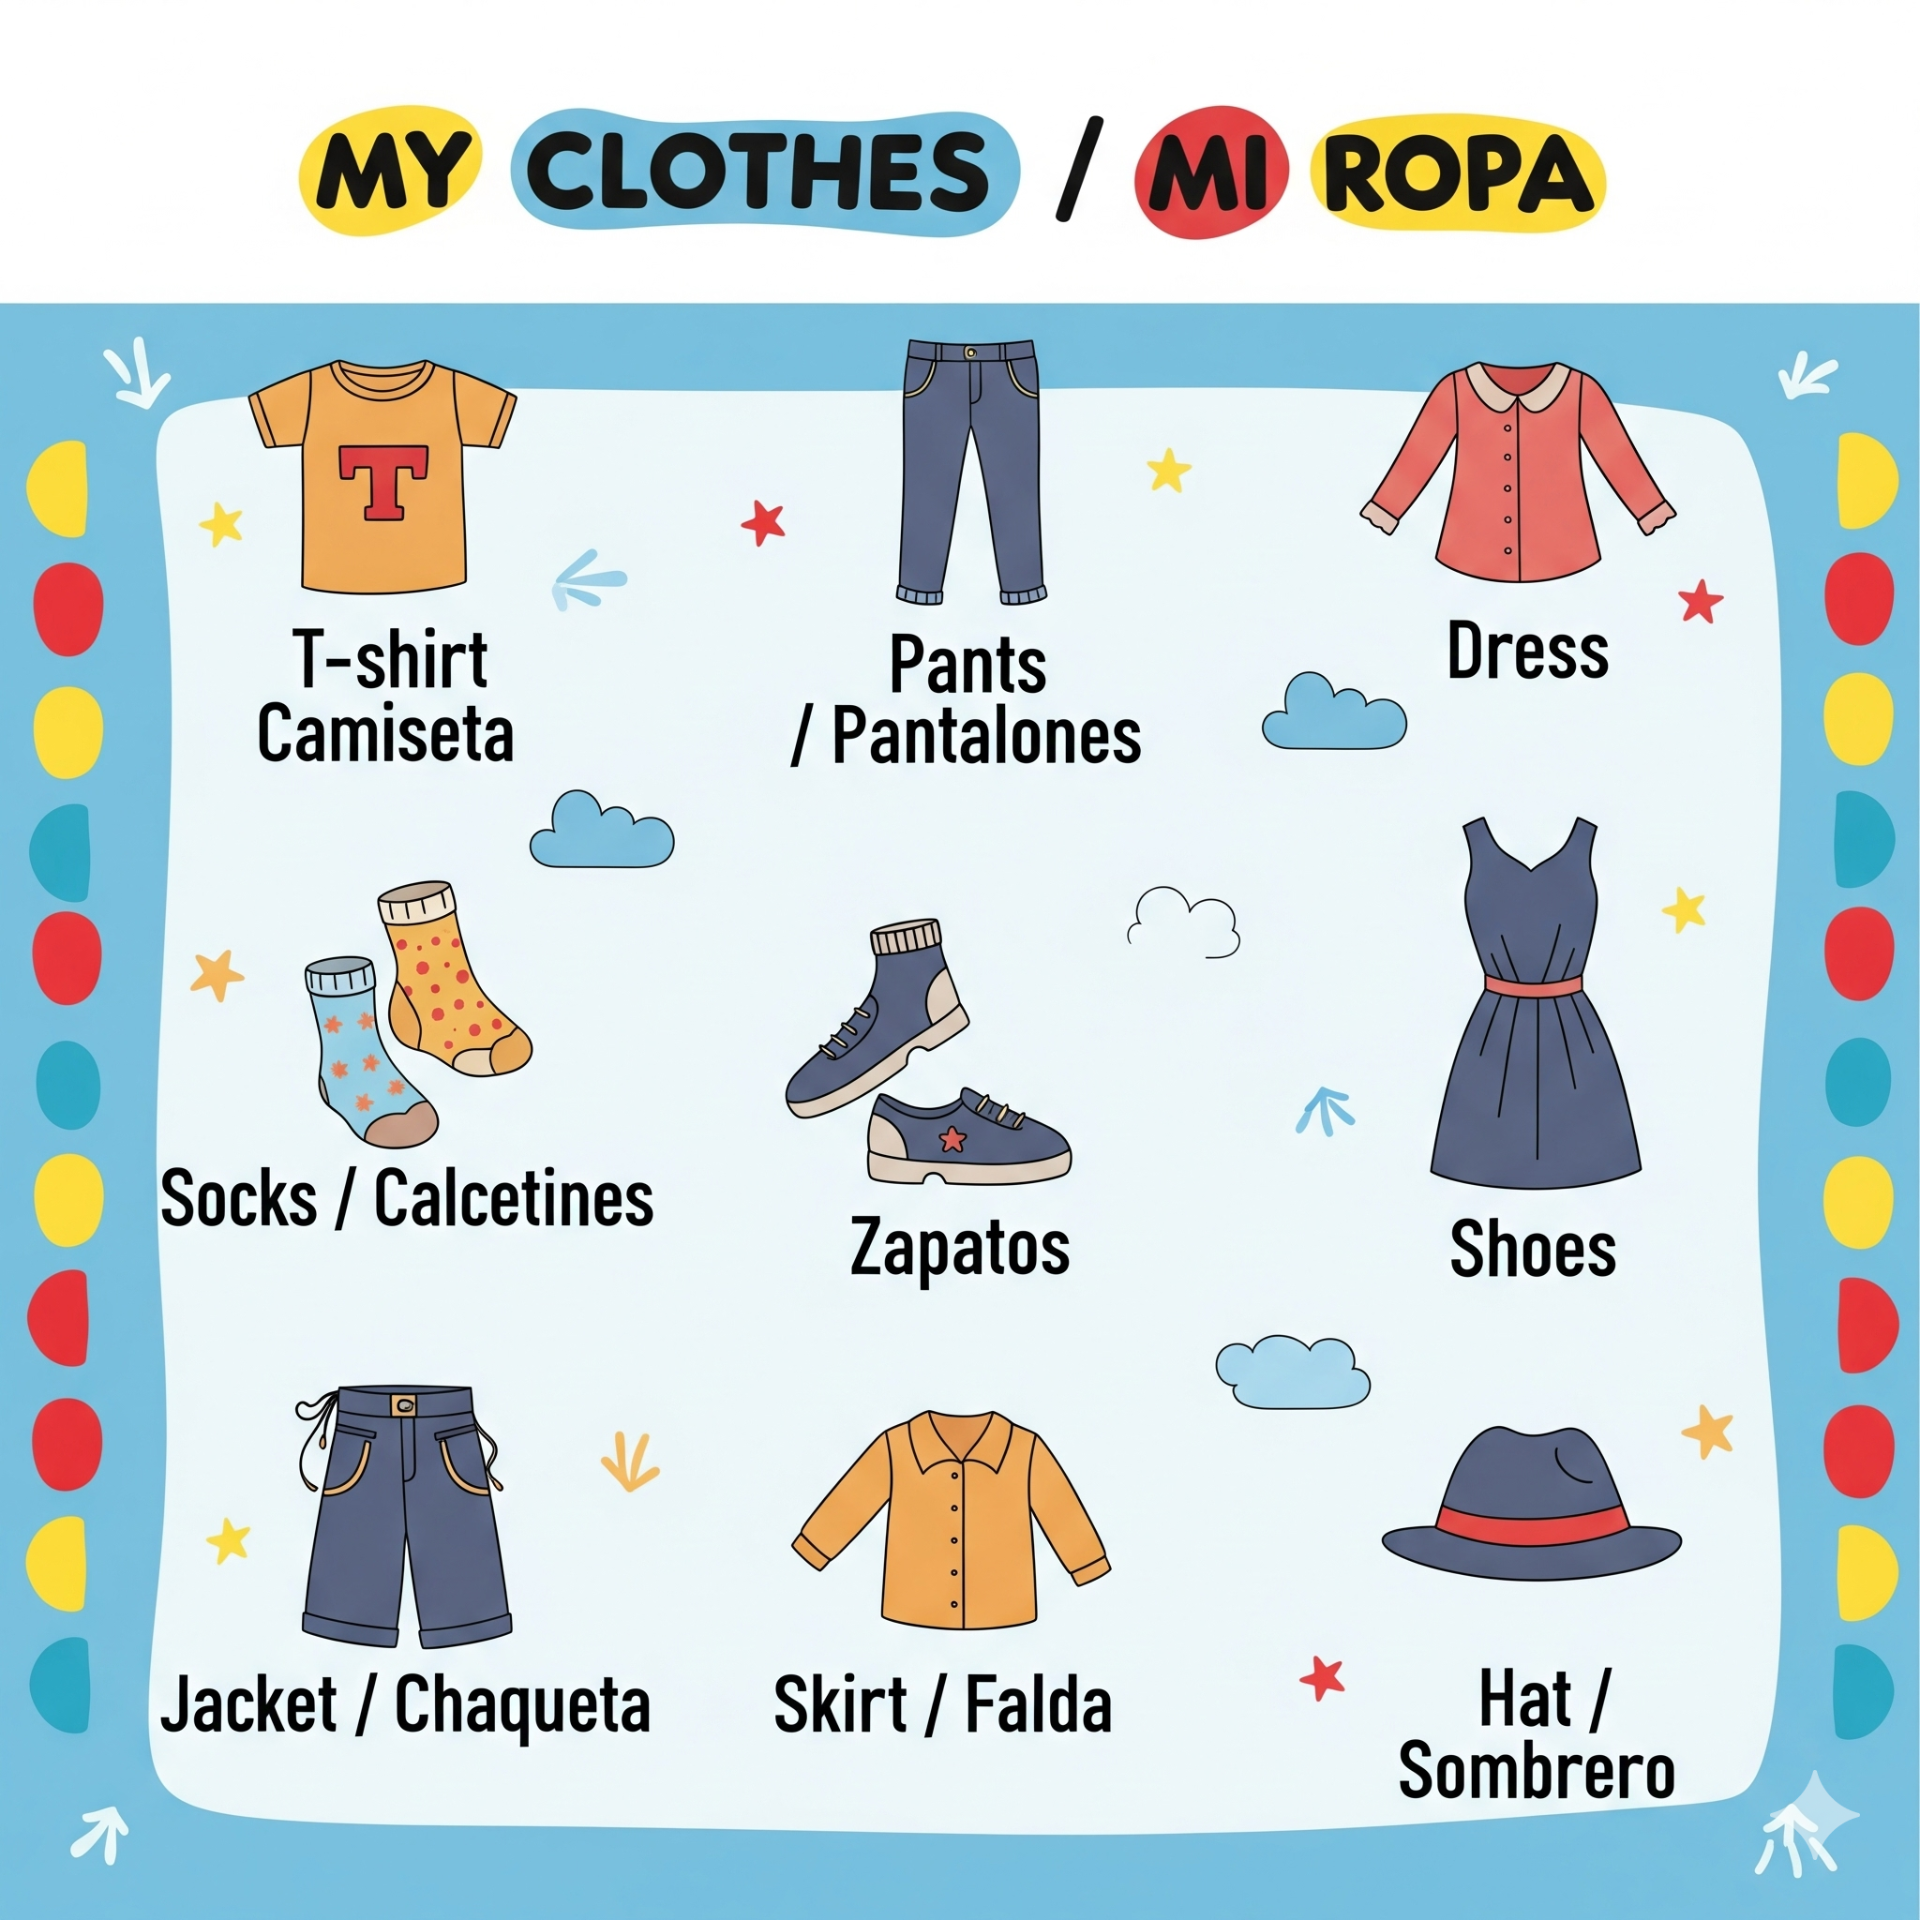 MY CLOTHES / MI ROPA
T
T-shirt
Camiseta
Pants
/ Pantalones
Dress
Socks / Calcetines
Zapatos
Shoes
Jacket / Chaqueta
Skirt / Falda
Hat /
Sombrero